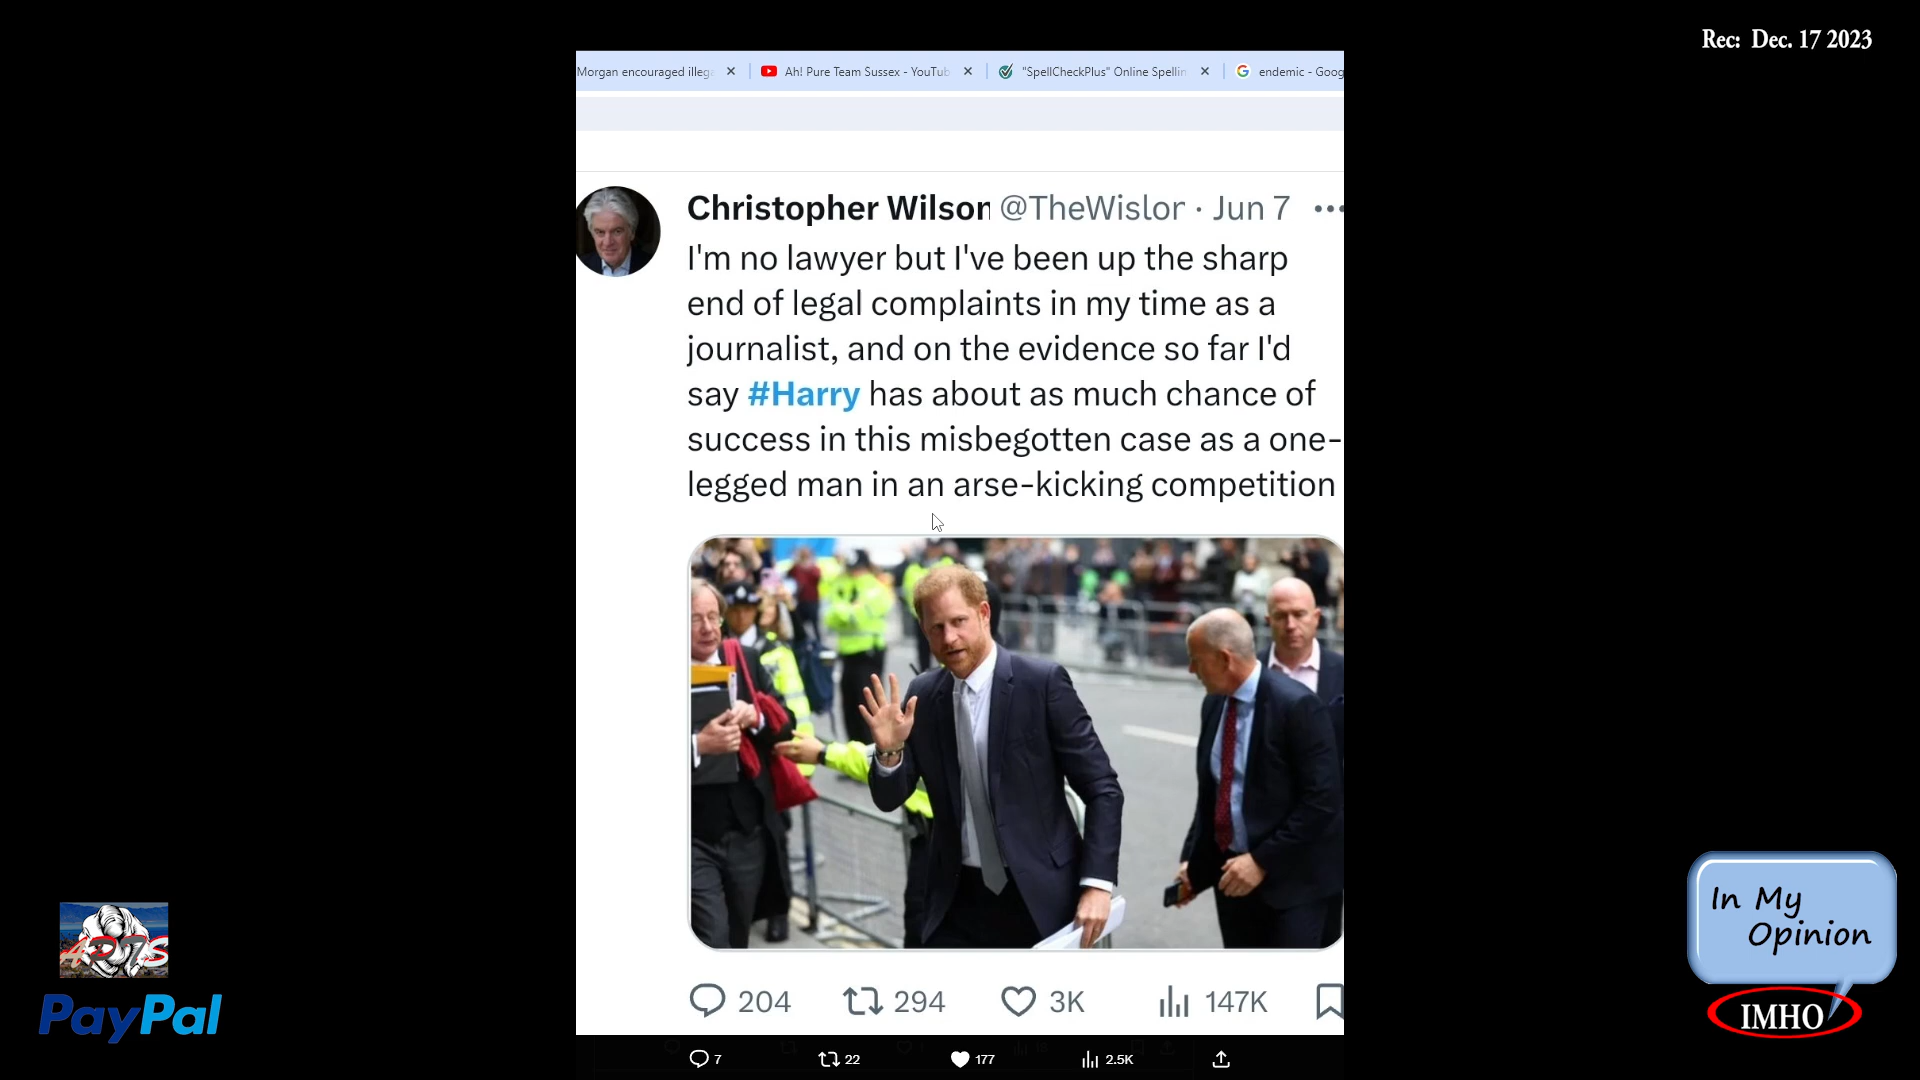 Rec: Dec. 17 2023
Morgan encouraged illeg
Ah! Pure Team Sussex - YouTub
"SpellCheckPlus" Online Spellin
endemic - Goog
Christopher Wilson @TheWislor · Jun 7
I'm no lawyer but I've been up the sharp
end of legal complaints in my time as a
journalist, and on the evidence so far I'd
say #Harry has about as much chance of
success in this misbegotten case as a one-
legged man in an arse-kicking competition
204 294 3K 147K
7 22 177 2.5K
APTS
PayPal
In My
Opinion
IMHO